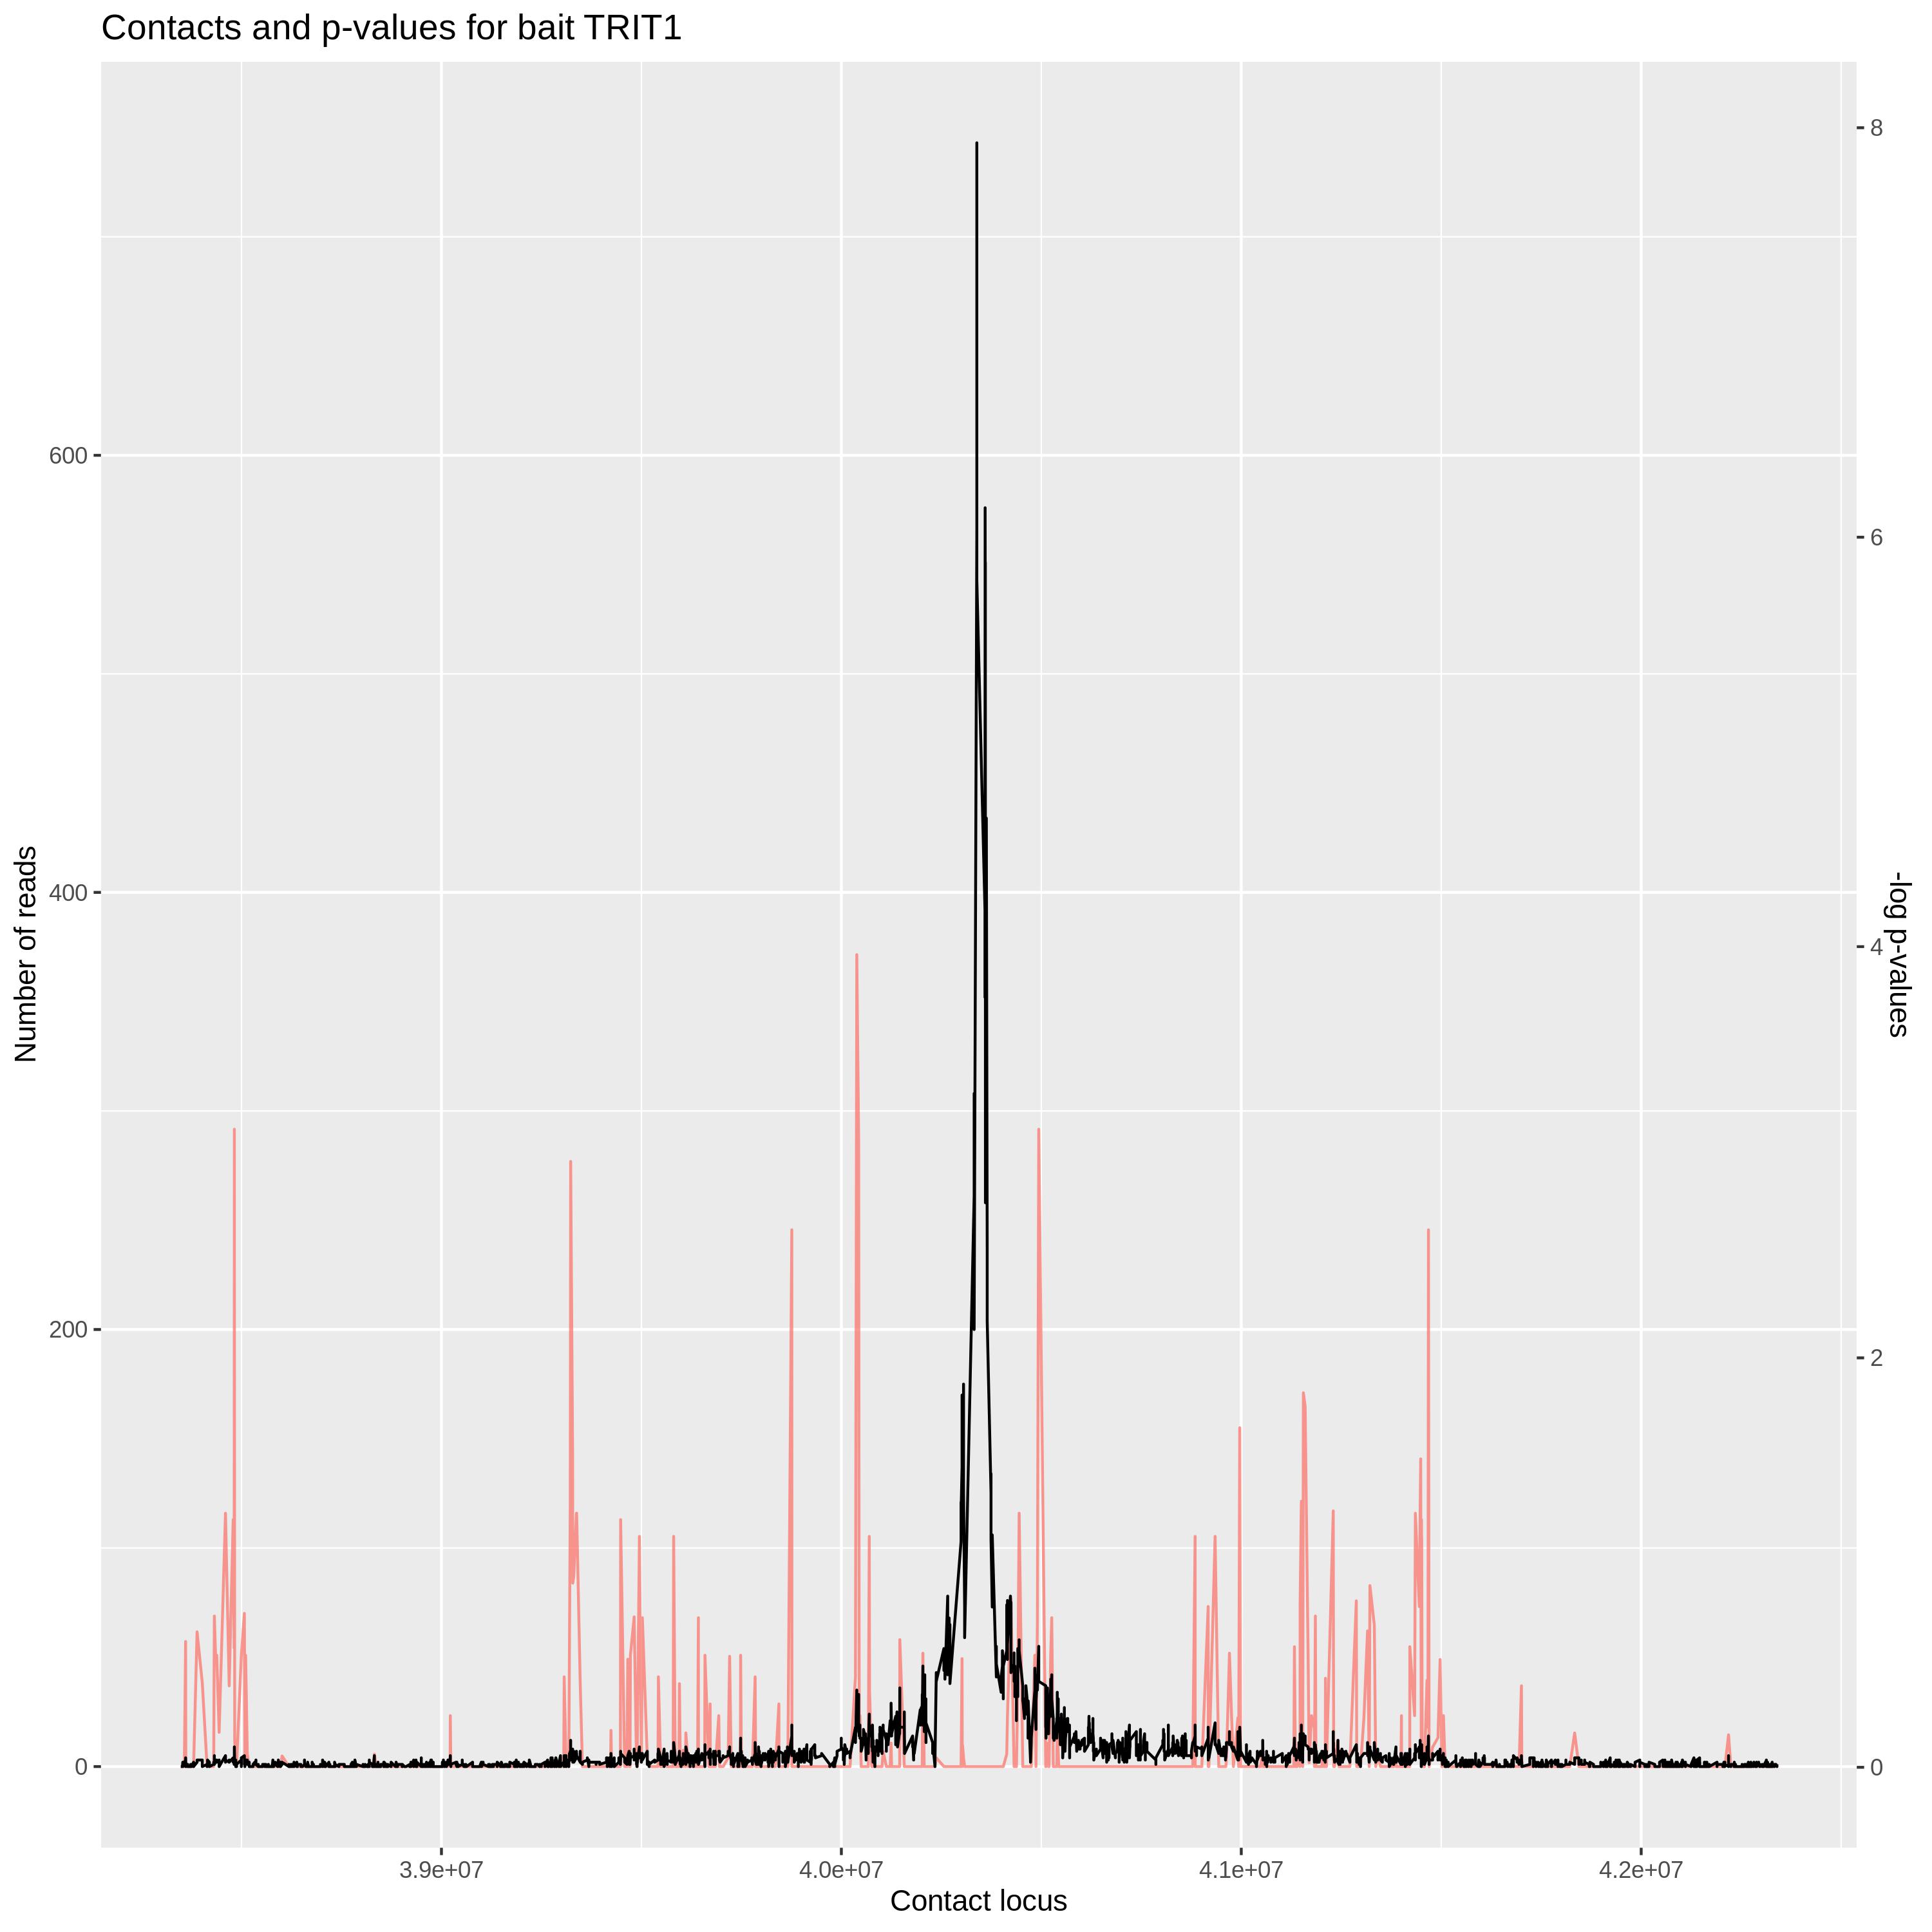 Contacts and p-values for bait TRIT1
Number of reads
600
400
200
0
8
6
4
2
0
-log p-values
3.9e+07 4.0e+07 4.1e+07 4.2e+07
Contact locus